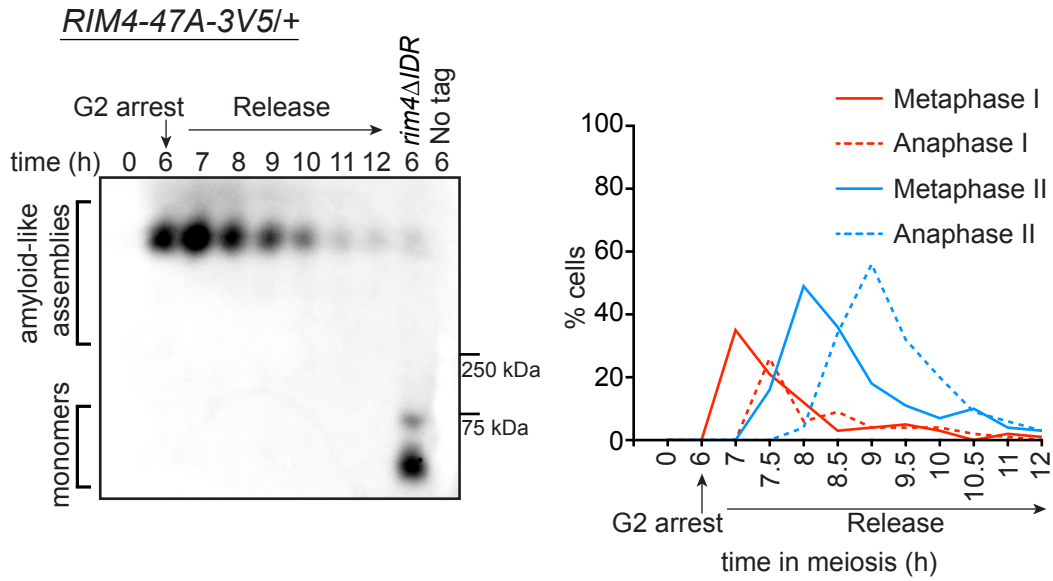 RIM4-47A-3V5/+
G2 arrest
Release
rim4ΔIDR
No tag
time (h) 0 6 7 8 9 10 11 12 6 6
amyloid-like
assemblies
monomers
250 kDa
75 kDa
Metaphase I
Anaphase I
Metaphase II
Anaphase II
% cells
100
80
60
40
20
0
0 6 7 7.5 8 8.5 9 9.5 10 10.5 11 12
G2 arrest
Release
time in meiosis (h)